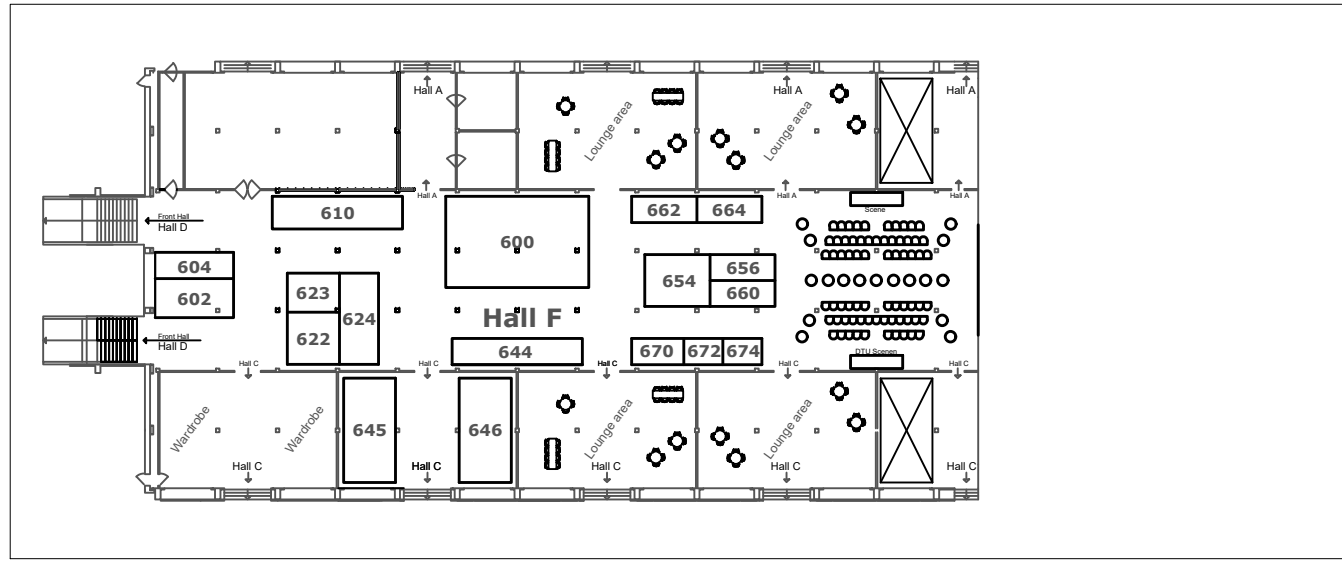 Hall A
Hall A
Hall A
Lounge area
Lounge area
Hall A
Hall A
Hall A
610
600
662
664
Scene
Front Hall
Hall D
604
602
623
624
622
654
656
660
Hall F
Front Hall
Hall D
644
670
672
674
DTU Scenen
Hall C
Hall C
Hall C
Hall C
Hall C
Wardrobe
Wardrobe
645
646
Lounge area
Lounge area
Hall C
Hall C
Hall C
Hall C
Hall C